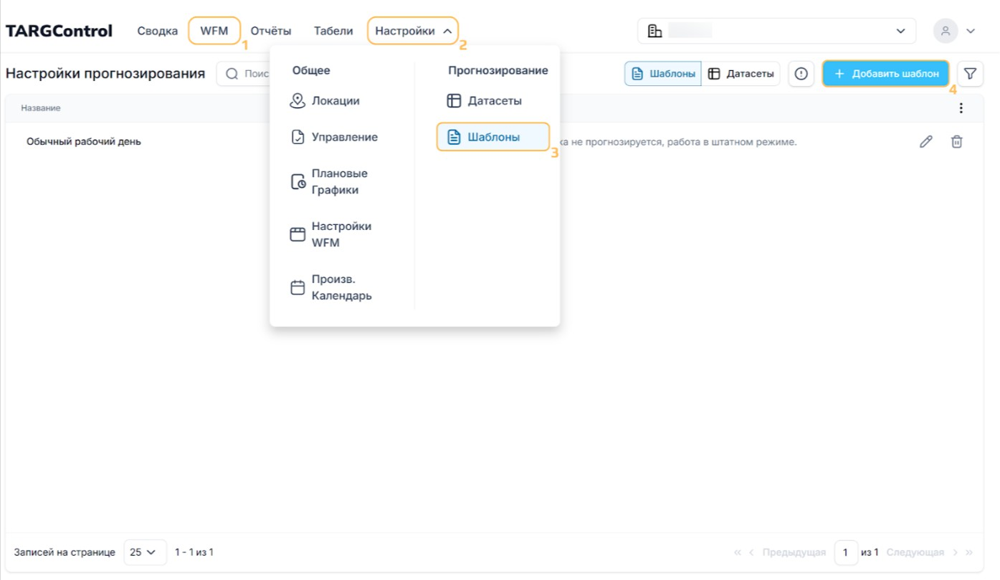 TARGControl
Сводка
WFM
1
Отчёты
Табели
Настройки
2
Настройки прогнозирования
Поис
Шаблоны
Датасеты
+ Добавить шаблон
4
Общее
Локации
Управление
Плановые
Графики
Настройки
WFM
Произв.
Календарь
Прогнозирование
Датасеты
Шаблоны
3
Название
Обычный рабочий день
не прогнозируется, работа в штатном режиме.
Записей на странице 25 1 - 1 из 1
« ‹ Предыдущая 1 из 1 Следующая › »